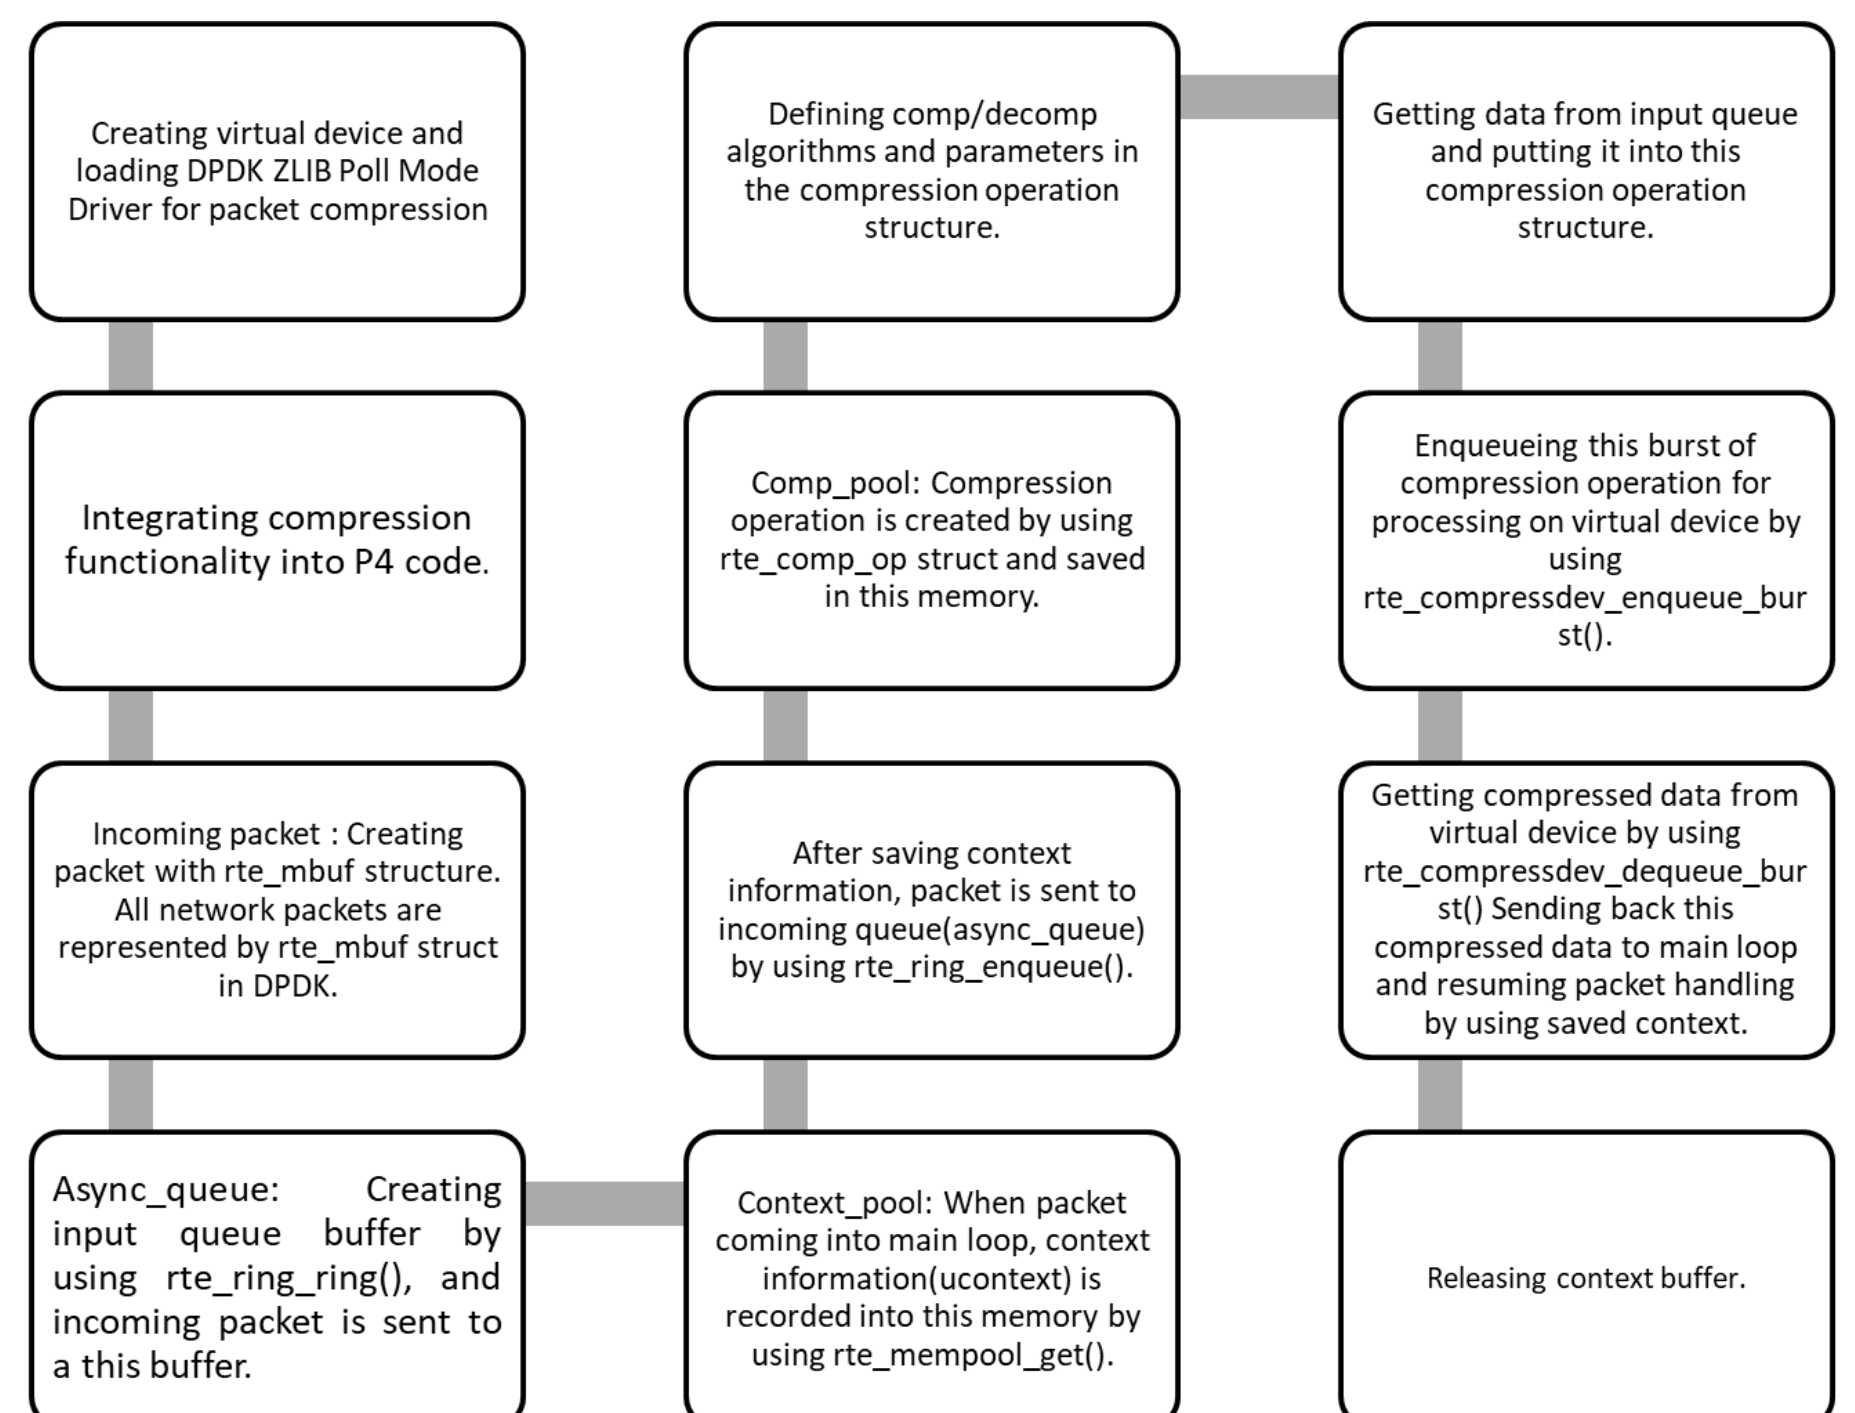 Creating virtual device and
loading DPDK ZLIB Poll Mode
Driver for packet compression
Integrating compression
functionality into P4 code.
Incoming packet : Creating
packet with rte_mbuf structure.
All network packets are
represented by rte_mbuf struct
in DPDK.
Async_queue: Creating
input queue buffer by
using rte_ring_ring(), and
incoming packet is sent to
a this buffer.
Context_pool: When packet
coming into main loop, context
information(ucontext) is
recorded into this memory by
using rte_mempool_get().
After saving context
information, packet is sent to
incoming queue(async_queue)
by using rte_ring_enqueue().
Comp_pool: Compression
operation is created by using
rte_comp_op struct and saved
in this memory.
Defining comp/decomp
algorithms and parameters in
the compression operation
structure.
Getting data from input queue
and putting it into this
compression operation
structure.
Enqueueing this burst of
compression operation for
processing on virtual device by
using
rte_compressdev_enqueue_bur
st().
Getting compressed data from
virtual device by using
rte_compressdev_dequeue_bur
st() Sending back this
compressed data to main loop
and resuming packet handling
by using saved context.
Releasing context buffer.